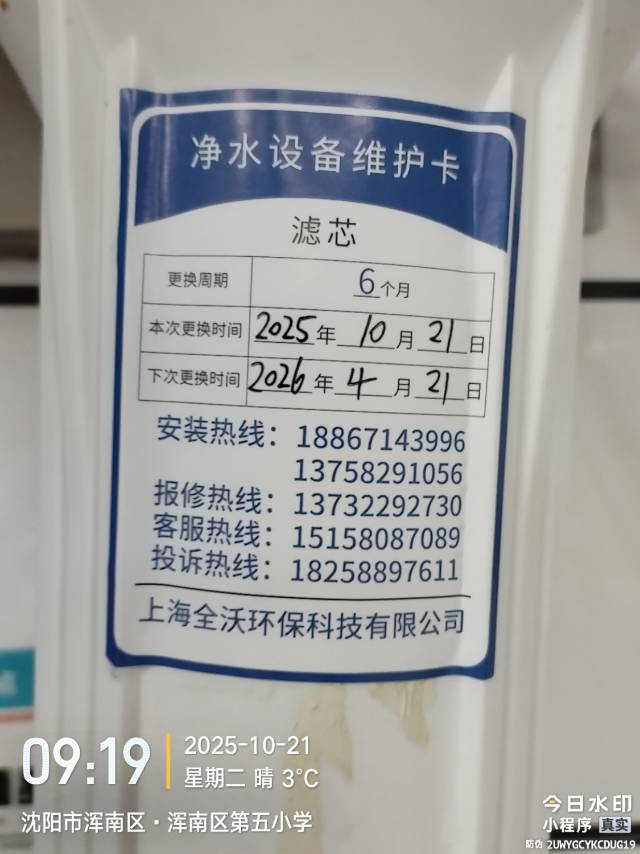 净水设备维护卡
滤芯
更换周期 6个月
本次更换时间 2025年10月21日
下次更换时间 2026年4月21日
安装热线：18867143996
13758291056
报修热线：13732292730
客服热线：15158087089
投诉热线：18258897611
上海全沃环保科技有限公司
09:19
2025-10-21
星期二 晴 3℃
沈阳市浑南区·浑南区第五小学
今日水印
小程序 真实
防伪 2UWYGCYKCDUG19